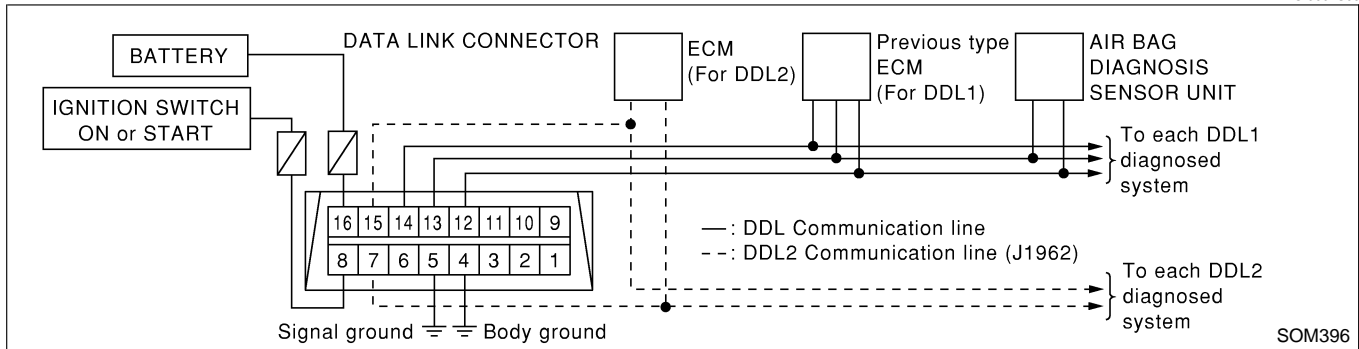 BATTERY
DATA LINK CONNECTOR
ECM
(For DDL2)
Previous type
ECM
(For DDL1)
AIR BAG
DIAGNOSIS
SENSOR UNIT
IGNITION SWITCH
ON or START
To each DDL1
diagnosed
system
16 15 14 13 12 11 10 9
8 7 6 5 4 3 2 1
— : DDL Communication line
-- : DDL2 Communication line (J1962)
To each DDL2
diagnosed
system
Signal ground
Body ground
SOM396